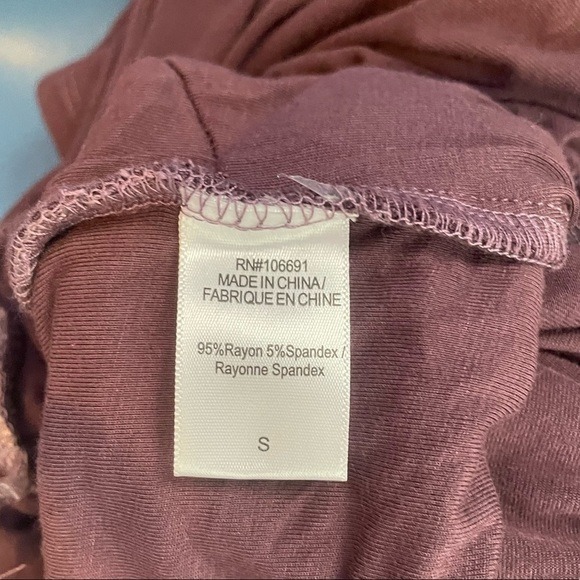 RN#106691
MADE IN CHINA/
FABRIQUE EN CHINE
95%Rayon 5%Spandex /
Rayonne Spandex
S